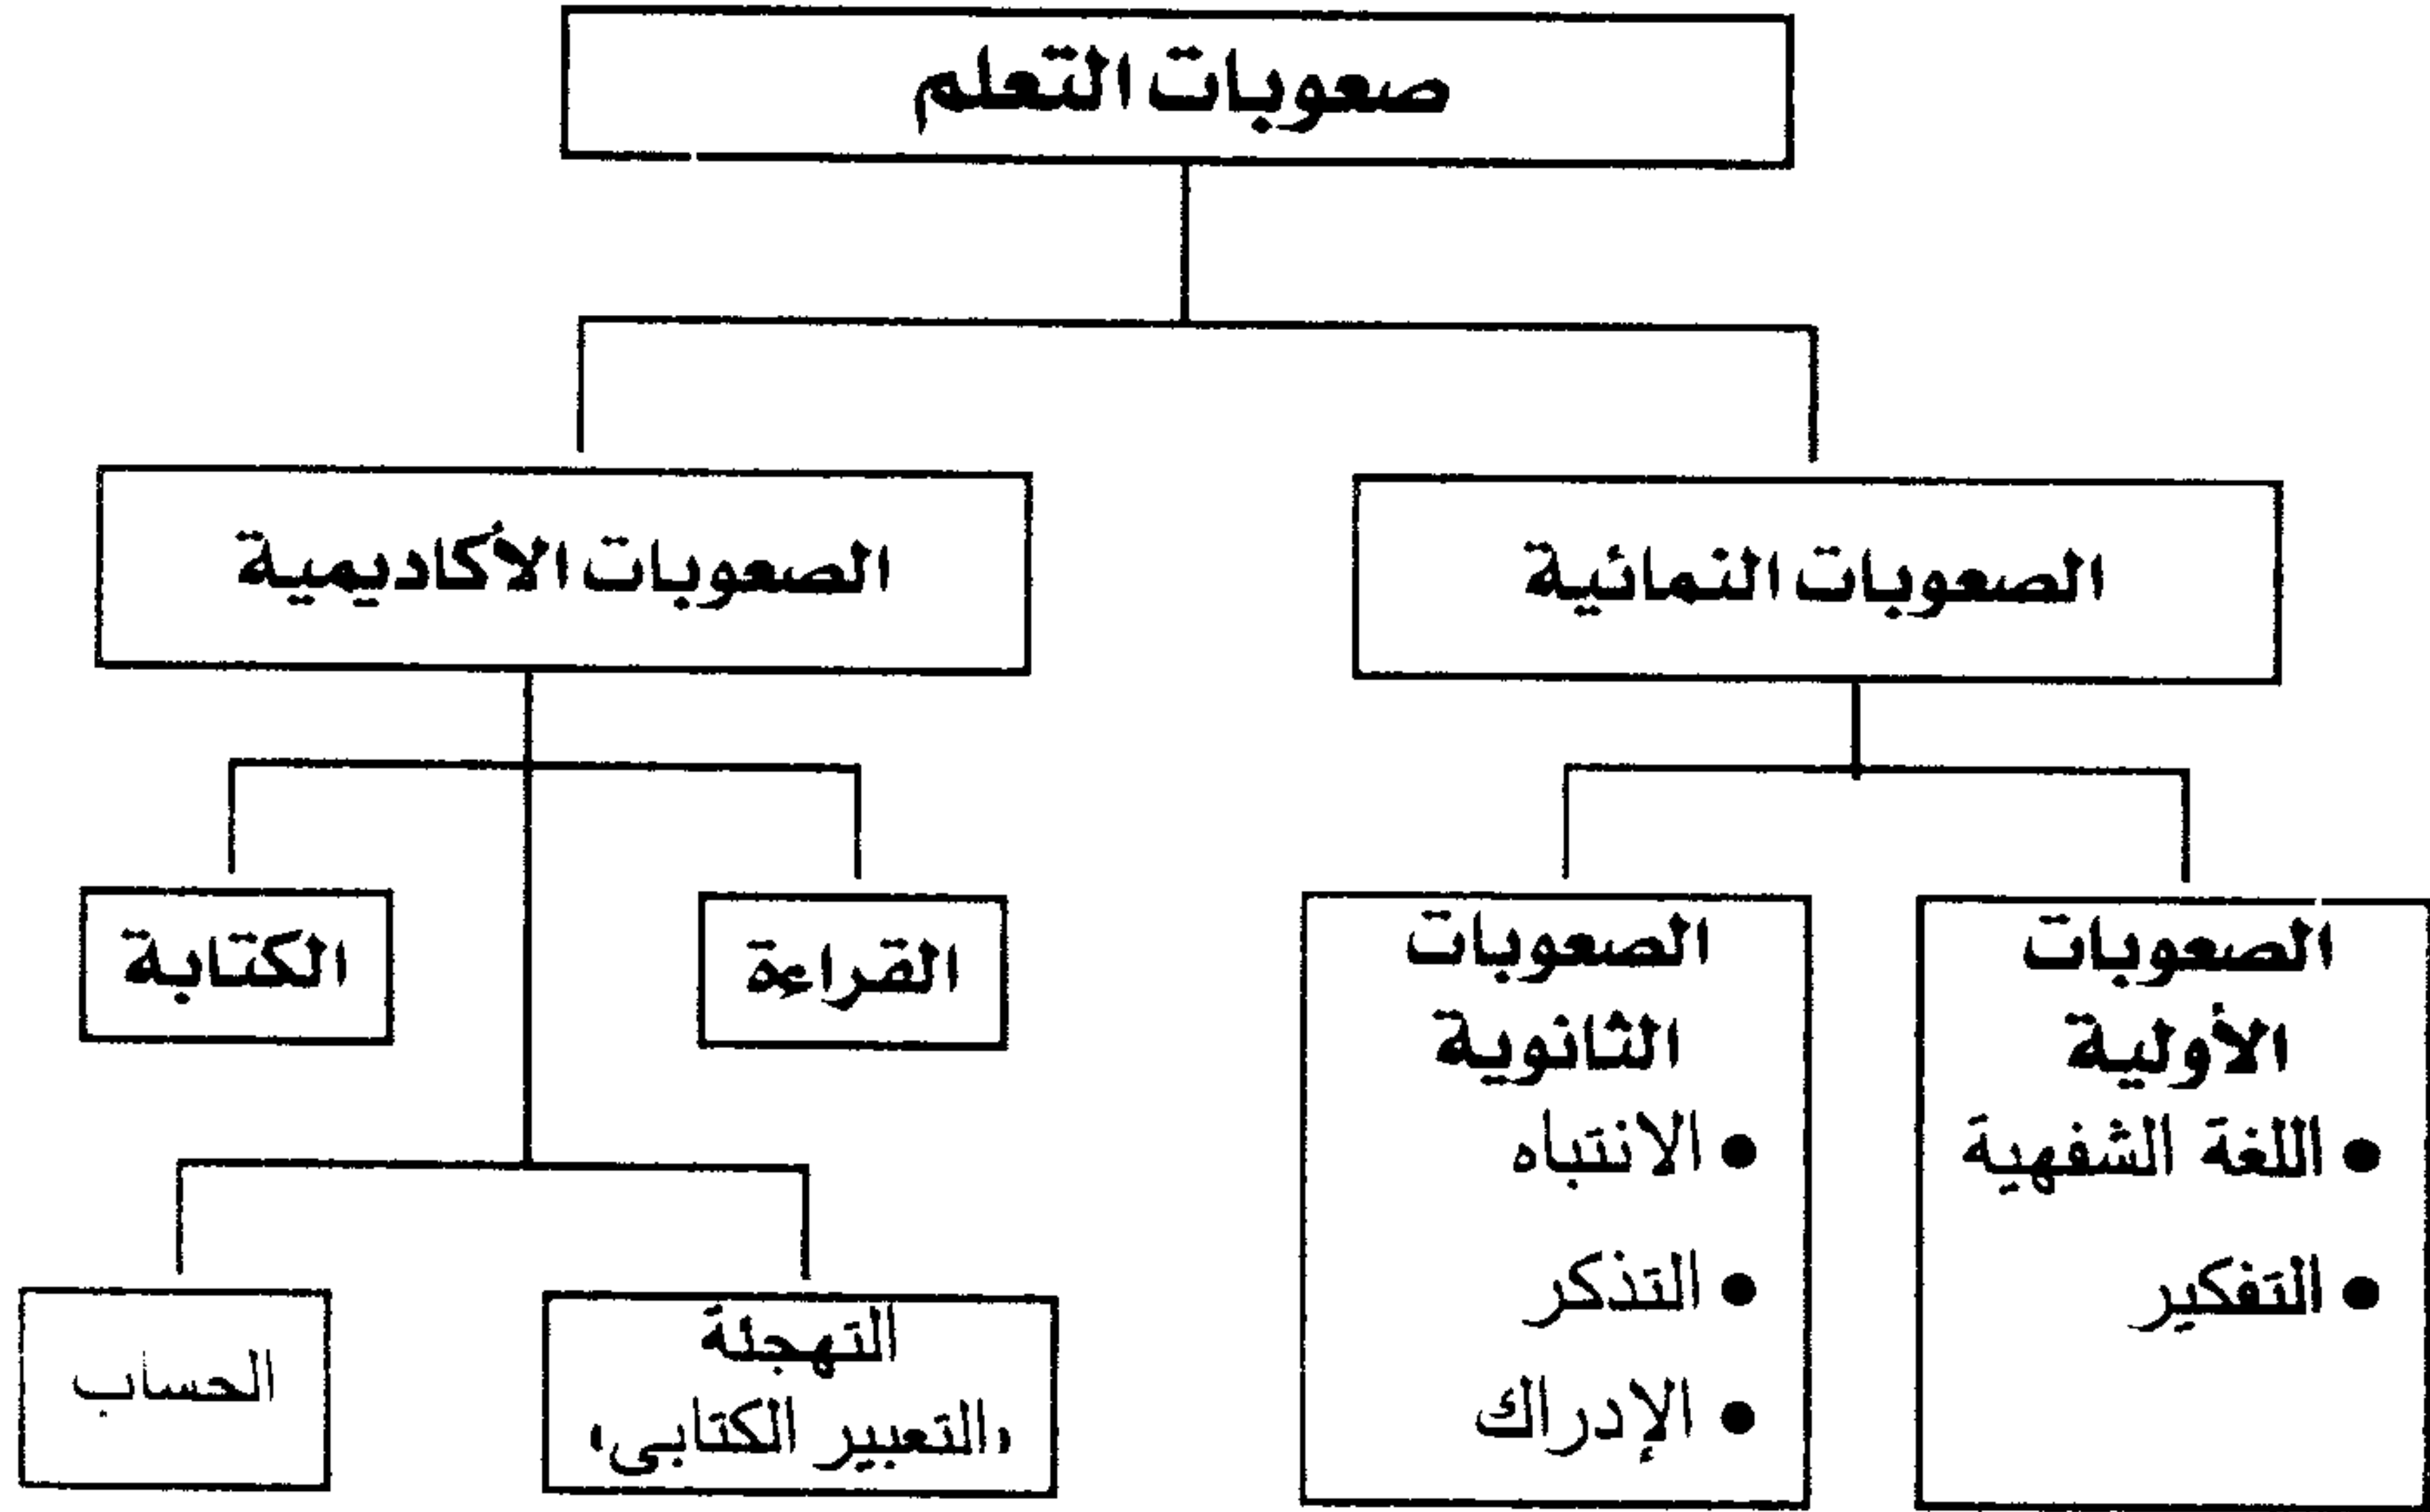 صعوبات التعلم
الصعوبات النمائية
الصعوبات الأكاديمية
الصعوبات
الأولية
● اللغة الشفهية
● التفكير
الصعوبات
الثانوية
● الانتباه
● التذكر
● الإدراك
القراءة
الكتابة
التهجئة
(التعبير الكتابى)
الحساب